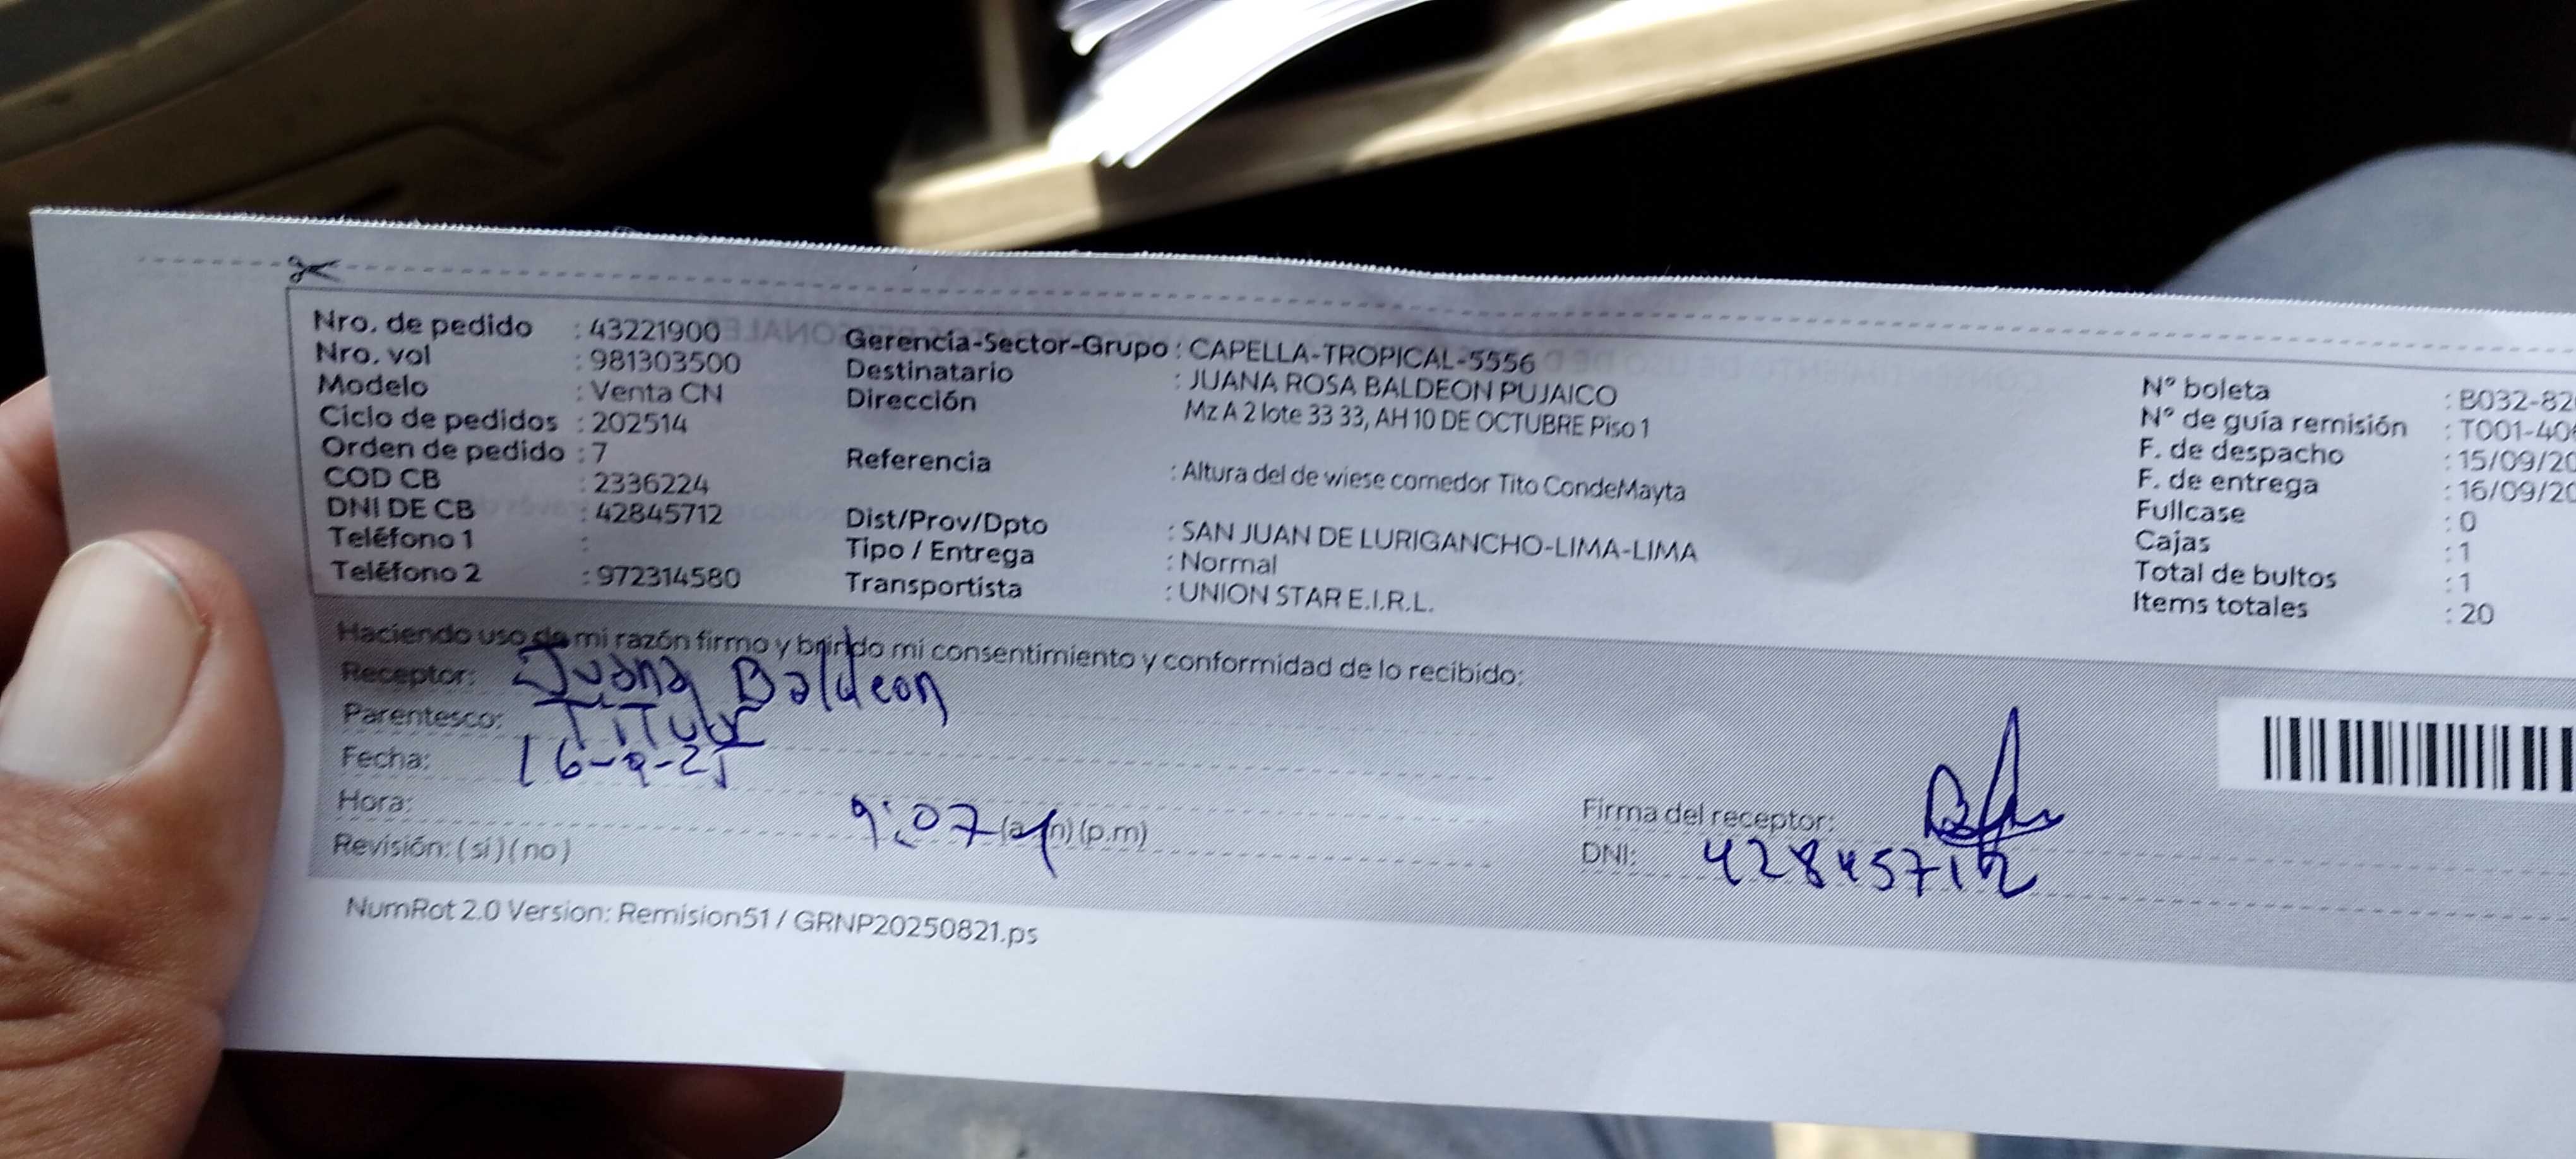 Nro. de pedido : 43221900
Nro. vol : 981303500
Modelo : Venta CN
Ciclo de pedidos : 202514
Orden de pedido : 7
COD CB : 2336224
DNI DE CB : 42845712
Teléfono 1 :
Teléfono 2 : 972314580
Gerencia-Sector-Grupo : CAPELLA-TROPICAL-5556
Destinatario : JUANA ROSA BALDEON PUJAICO
Dirección Mz A 2 lote 33 33, AH 10 DE OCTUBRE Piso 1
Referencia : Altura del de wiese comedor Tito CondeMayta
Dist/Prov/Dpto : SAN JUAN DE LURIGANCHO-LIMA-LIMA
Tipo / Entrega : Normal
Transportista : UNION STAR E.I.R.L.
N° boleta : B032-82
N° de guía remisión : T001-40
F. de despacho : 15/09/20
F. de entrega : 16/09/20
Fullcase : 0
Cajas : 1
Total de bultos : 1
Items totales : 20
Haciendo uso de mi razón firmo y brindo mi consentimiento y conformidad de lo recibido:
Receptor: Juana Baldeon
Parentesco: Titular
Fecha: 16-9-25
Hora: 9:07 (a.m) (p.m)
Revisión: ( si ) ( no )
Firma del receptor:
DNI: 42845712
NumRot 2.0 Version: Remision51 / GRNP20250821.ps